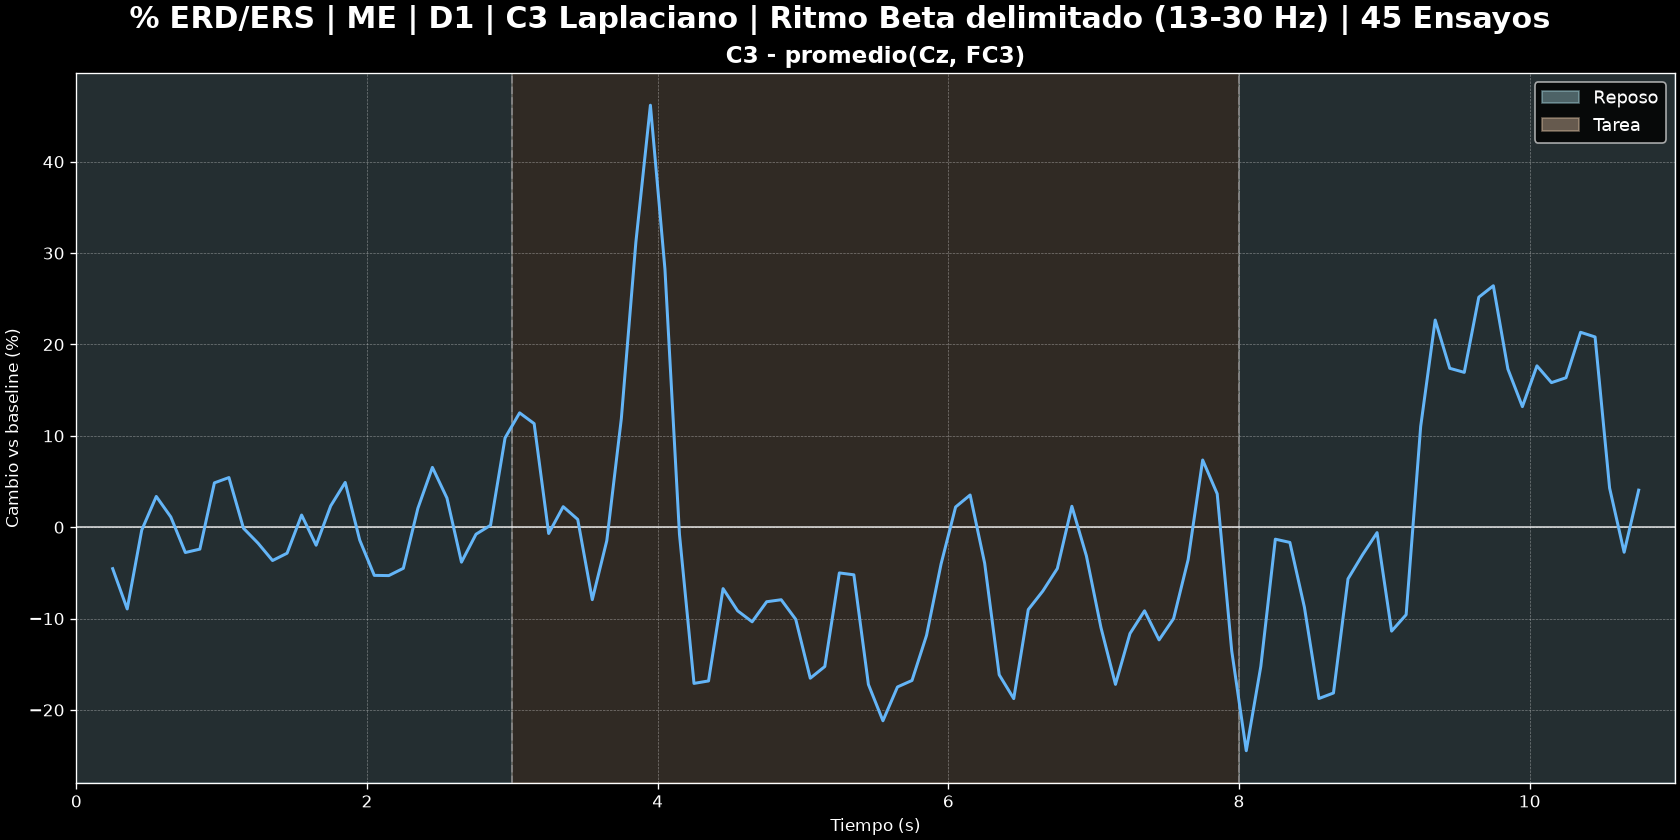 % ERD/ERS | ME | D1 | C3 Laplaciano | Ritmo Beta delimitado (13-30 Hz) | 45 Ensayos
C3 - promedio(Cz, FC3)
Reposo
Tarea
Cambio vs baseline (%)
40
30
20
10
0
−10
−20
0
2
4
6
8
10
Tiempo (s)